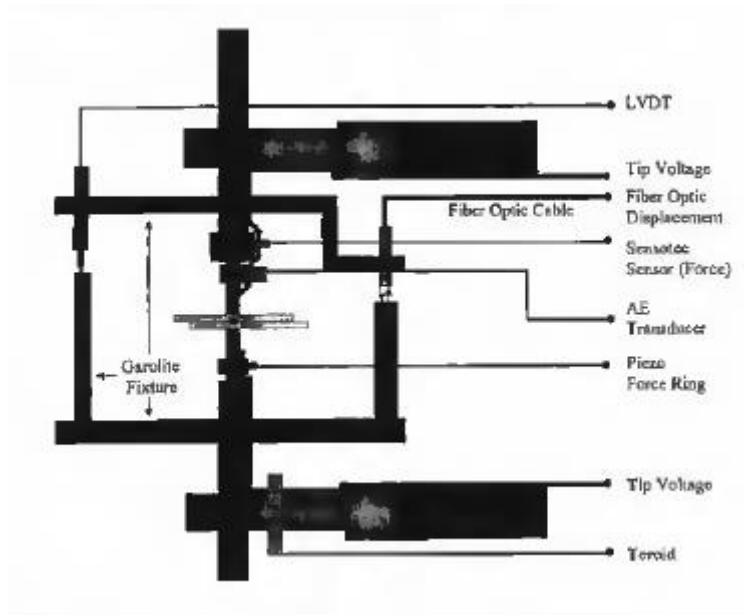 LVDT
Tip Voltage
Fiber Optic Cable
Fiber Optic
Displacement
Sensotec
Sensor (Force)
AE
Transducer
Garolite
Fixture
Piezo
Force Ring
Tip Voltage
Toroid